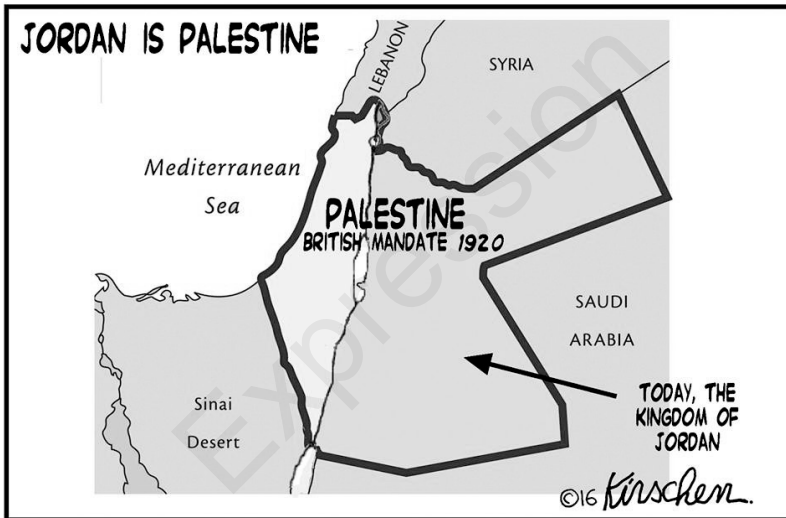 JORDAN IS PALESTINE
LEBANON
SYRIA
Mediterranean
Sea
PALESTINE
BRITISH MANDATE 1920
SAUDI
ARABIA
Sinai
Desert
TODAY, THE
KINGDOM OF
JORDAN
©16 Kirschen.
Expression